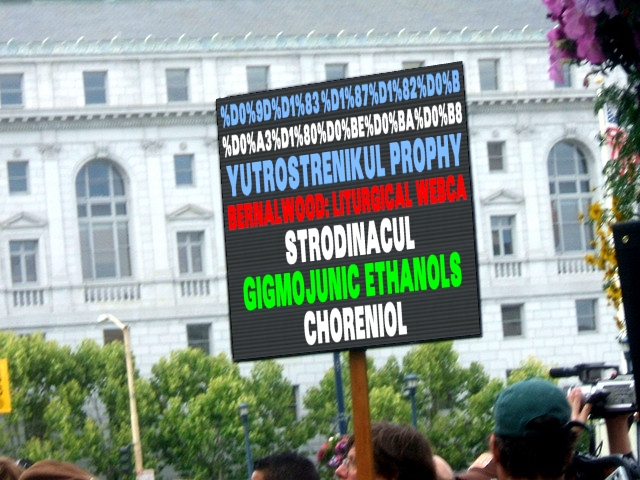 %D0%9D%D1%83 %D1%87%D1%82%D0%B
%D0%A3%D1%80%D0%BE%D0%BA%D0%B8
YUTROSTRENIKUL PROPHY
BERNALWOOD: LITURGICAL WEBCA
STRODINACUL
GIGMOJUNIC ETHANOLS
CHORENIOL